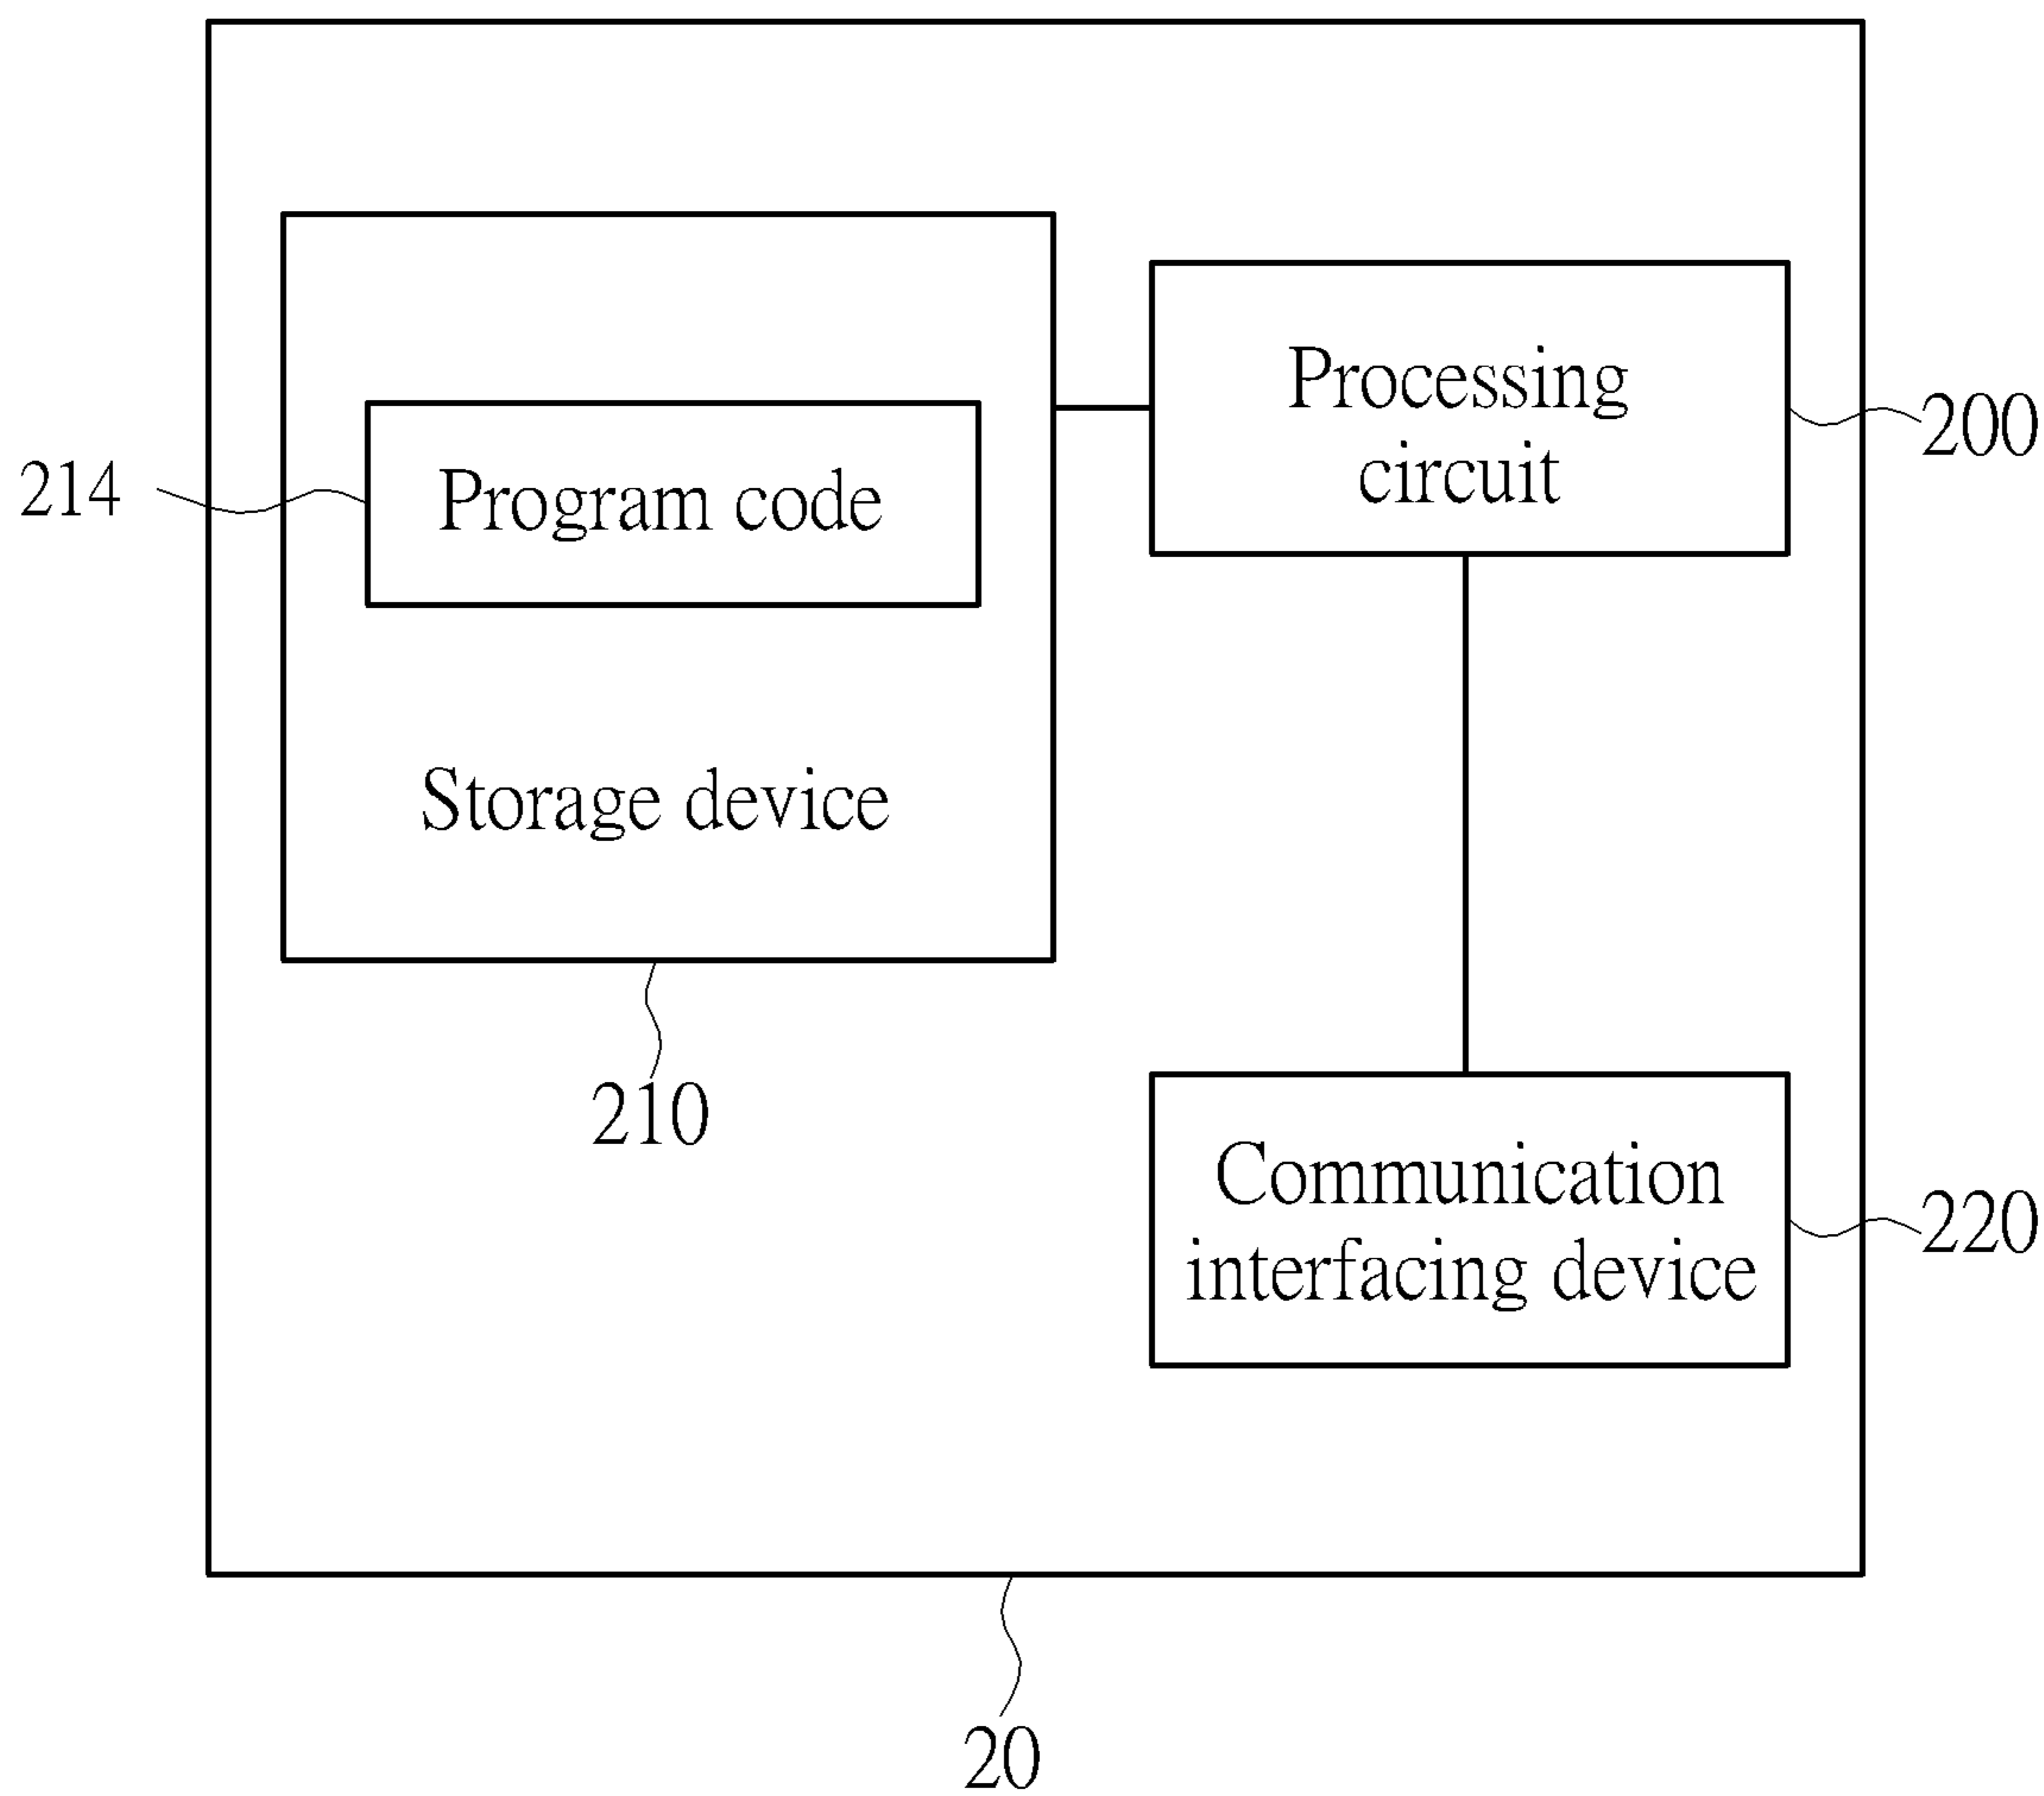 Processing
circuit
200
214
Program code
Storage device
210
Communication
interfacing device
220
20